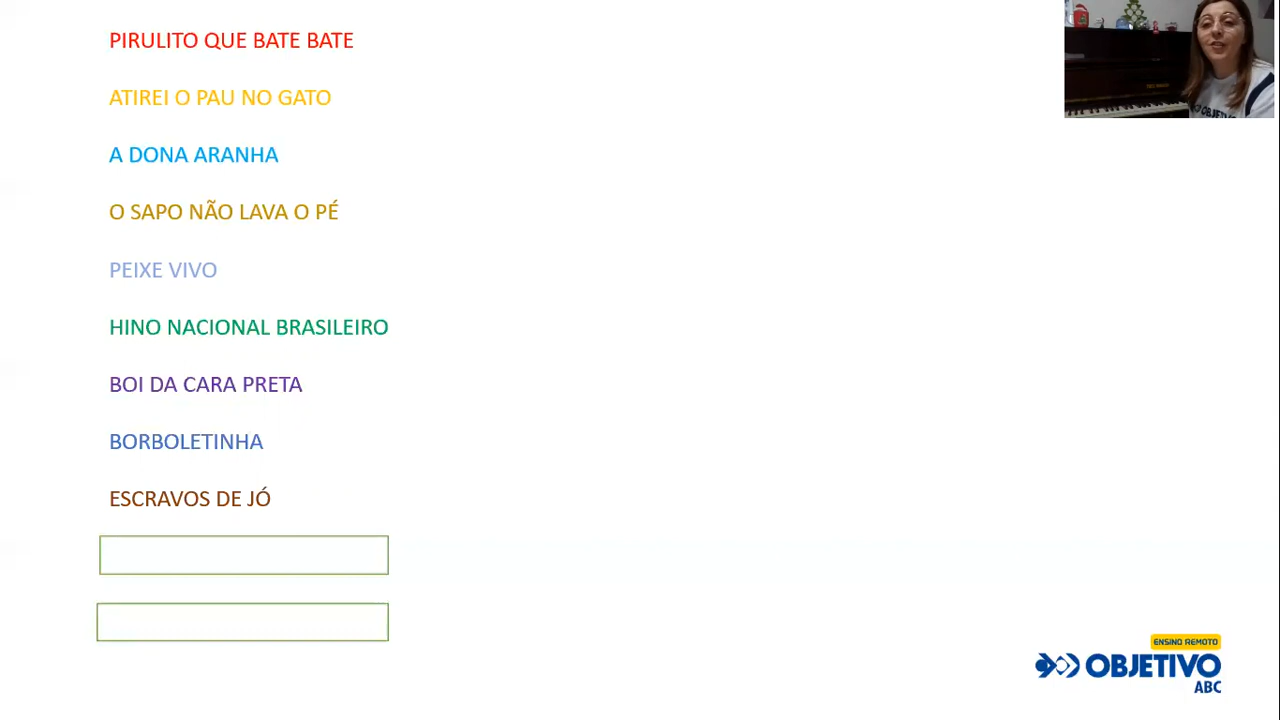 PIRULITO QUE BATE BATE
ATIREI O PAU NO GATO
A DONA ARANHA
O SAPO NÃO LAVA O PÉ
PEIXE VIVO
HINO NACIONAL BRASILEIRO
BOI DA CARA PRETA
BORBOLETINHA
ESCRAVOS DE JÓ
OBJETIVO
ENSINO REMOTO
OBJETIVO
ABC